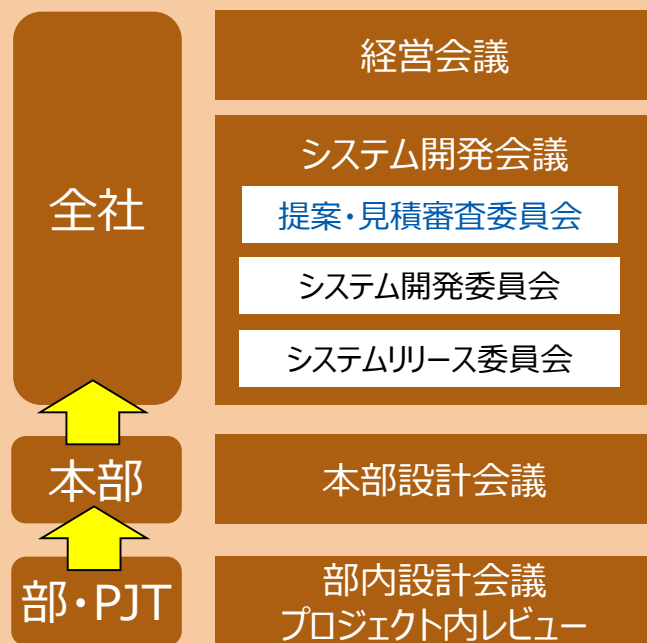 全社
経営会議
システム開発会議
提案・見積審査委員会
システム開発委員会
システムリリース委員会
本部
本部設計会議
部・PJT
部内設計会議
プロジェクト内レビュー